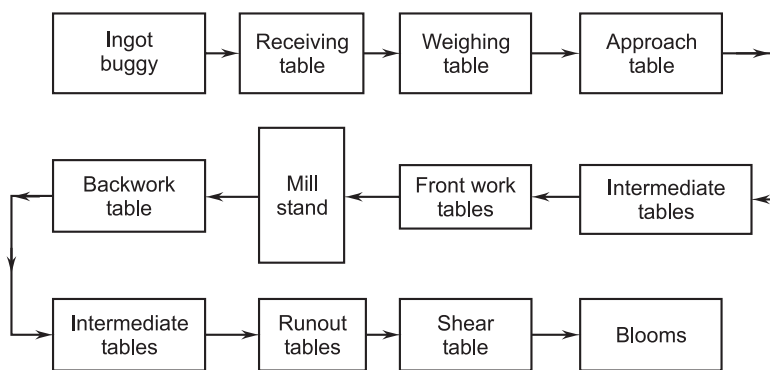 Ingot
buggy
Receiving
table
Weighing
table
Approach
table
Backwork
table
Mill
stand
Front work
tables
Intermediate
tables
Intermediate
tables
Runout
tables
Shear
table
Blooms